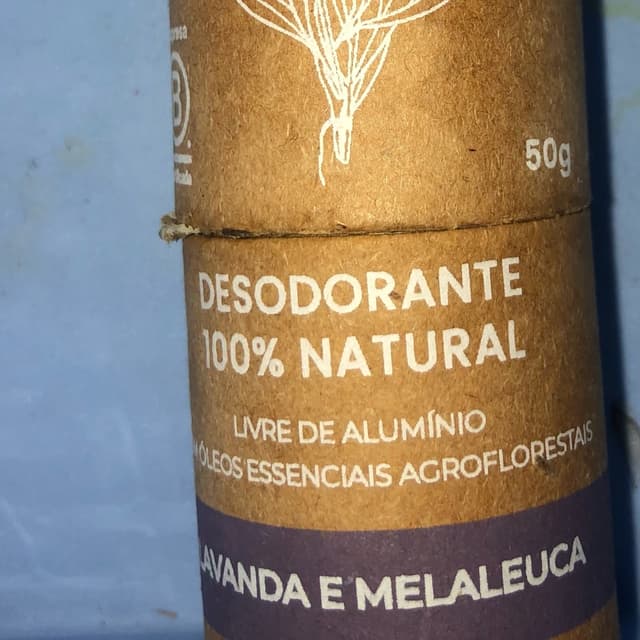 B
50g
DESODORANTE
100% NATURAL
LIVRE DE ALUMÍNIO
ÓLEOS ESSENCIAIS AGROFLORESTAIS
LAVANDA E MELALEUCA